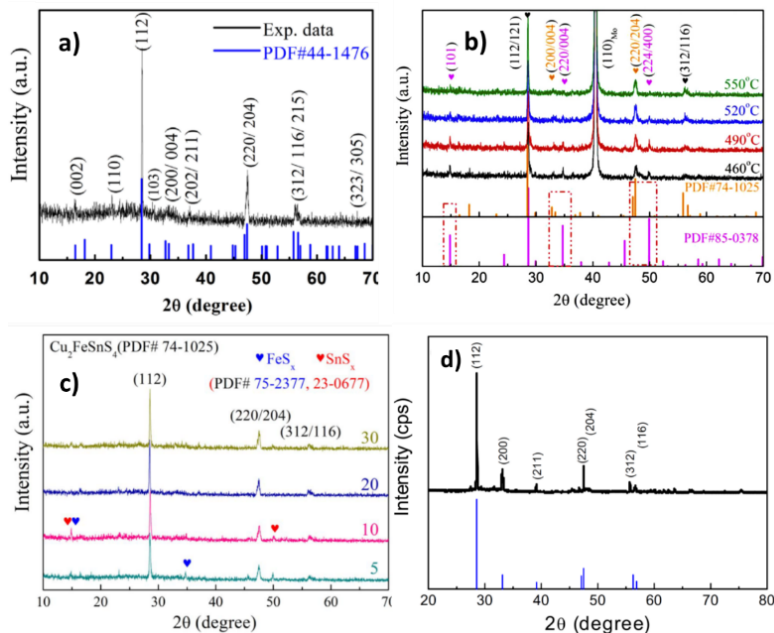 a)
Exp. data
PDF#44-1476
(112)
(002)
(110)
(103)
(200/ 004)
(202/ 211)
(220/ 204)
(312/ 116/ 215)
(323/ 305)
Intensity (a.u.)
10 20 30 40 50 60 70
2θ (degree)
b)
(101)
(112/121)
(200/004)
(220/004)
(110)Mo
(220/204)
(224/400)
(312/116)
550°C
520°C
490°C
460°C
PDF#74-1025
PDF#85-0378
Intensity (a.u.)
10 20 30 40 50 60 70
2θ (degree)
Cu2FeSnS4(PDF# 74-1025)
♥FeSx ♥SnSx
(PDF# 75-2377, 23-0677)
c)
(112)
(220/204)
(312/116)
30
20
10
5
Intensity (a.u.)
10 20 30 40 50 60 70
2θ (degree)
d)
(112)
(200)
(211)
(220)
(204)
(312)
(116)
Intensity (cps)
20 30 40 50 60 70 80
2θ (degree)